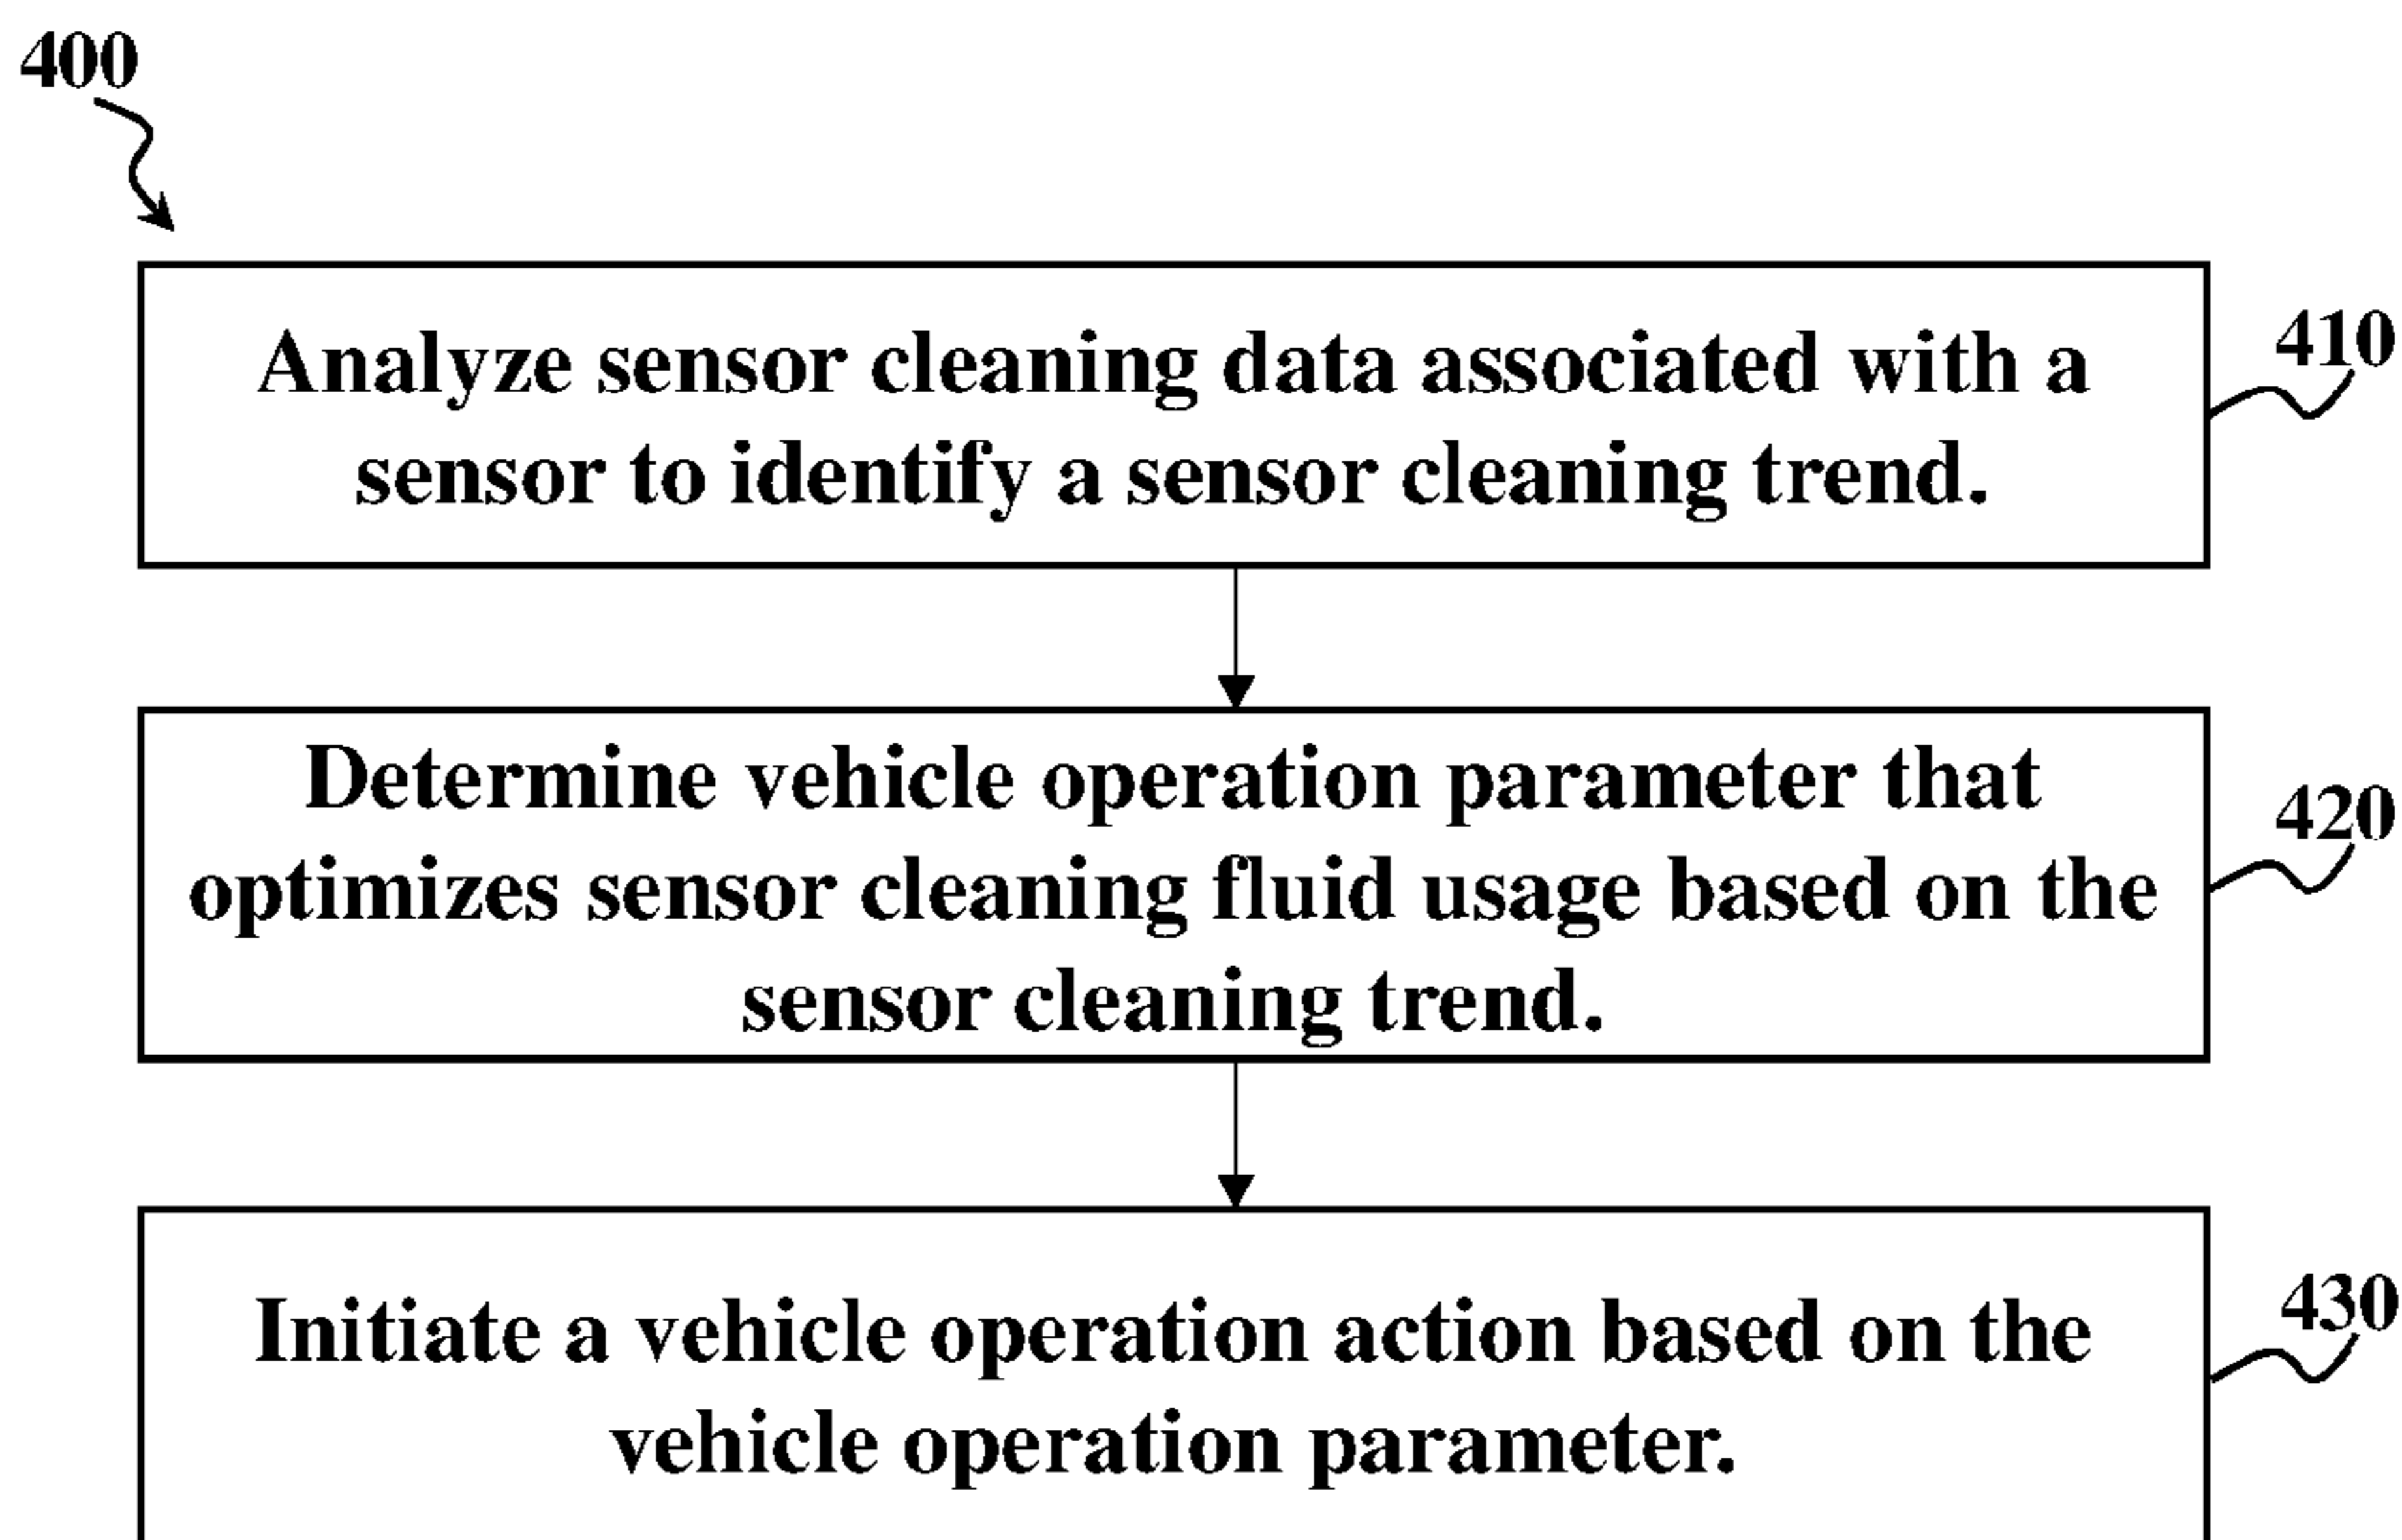 400
Analyze sensor cleaning data associated with a
sensor to identify a sensor cleaning trend.
410
Determine vehicle operation parameter that
optimizes sensor cleaning fluid usage based on the
sensor cleaning trend.
420
Initiate a vehicle operation action based on the
vehicle operation parameter.
430